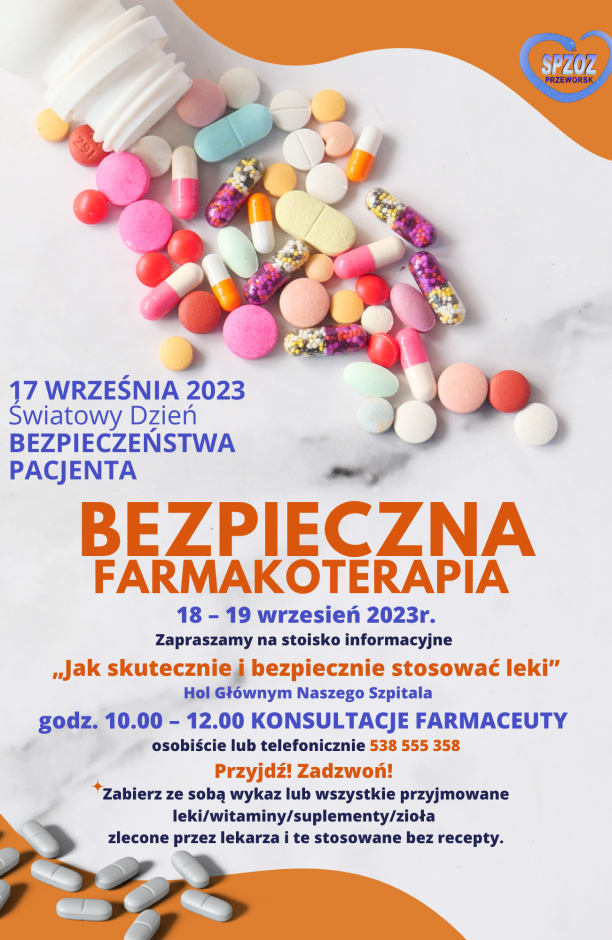 SPZOZ
PRZEWORSK
291
17 WRZEŚNIA 2023
Światowy Dzień
BEZPIECZEŃSTWA
PACJENTA
BEZPIECZNA
FARMAKOTERAPIA
18 – 19 wrzesień 2023r.
Zapraszamy na stoisko informacyjne
„Jak skutecznie i bezpiecznie stosować leki”
Hol Głównym Naszego Szpitala
godz. 10.00 – 12.00 KONSULTACJE FARMACEUTY
osobiście lub telefonicznie 538 555 358
Przyjdź! Zadzwoń!
Zabierz ze sobą wykaz lub wszystkie przyjmowane
leki/witaminy/suplementy/zioła
zlecone przez lekarza i te stosowane bez recepty.